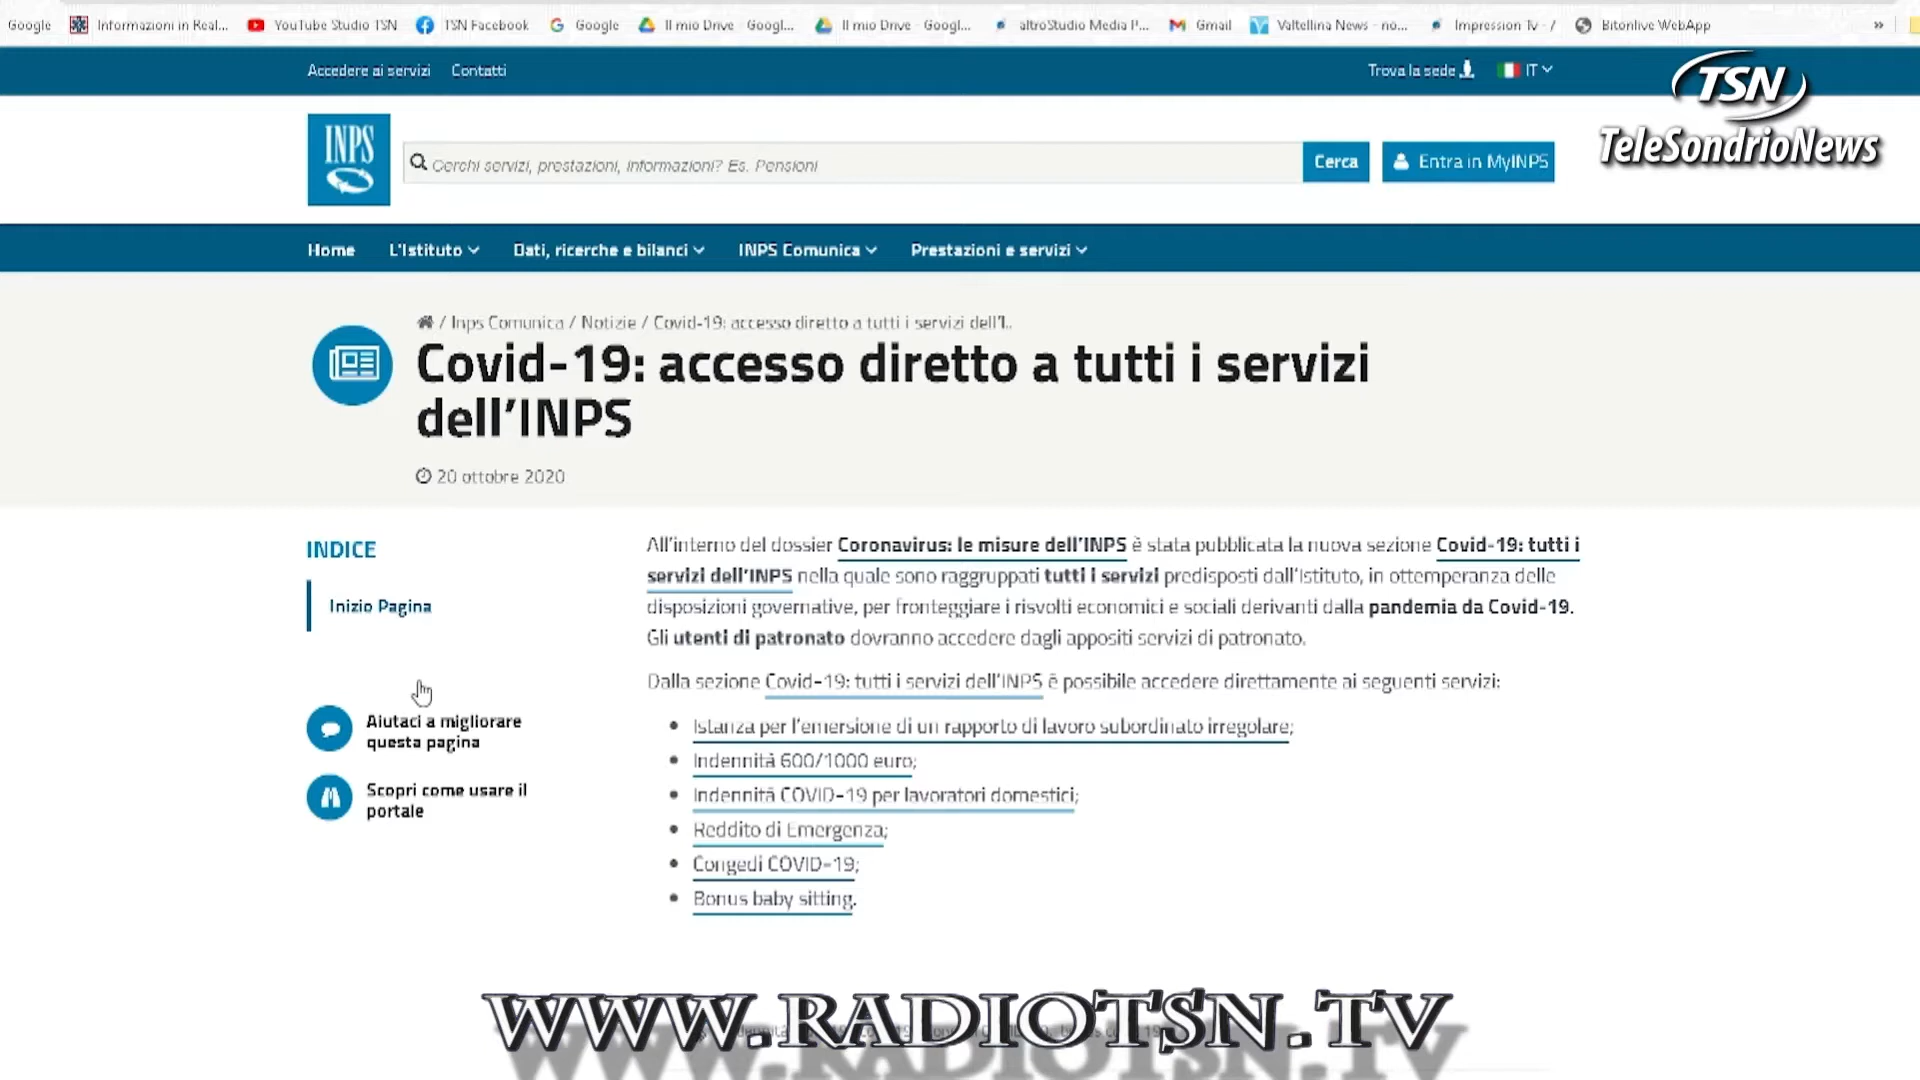 Google Informazioni in Real... YouTube Studio TSN TSN Facebook Google Il mio Drive - Googl... Il mio Drive - Googl... altroStudio Media P... Gmail Valtellina News - no... Impression Tv - / Bitonlive WebApp »
Accedere ai servizi Contatti Trova la sede IT
TSN
TeleSondrioNews
INPS
Cerchi servizi, prestazioni, informazioni? Es. Pensioni Cerca Entra in MyINPS
Home L'Istituto Dati, ricerche e bilanci INPS Comunica Prestazioni e servizi
/ Inps Comunica / Notizie / Covid-19: accesso diretto a tutti i servizi dell'I..
Covid-19: accesso diretto a tutti i servizi
dell'INPS
20 ottobre 2020
INDICE
Inizio Pagina
Aiutaci a migliorare
questa pagina
Scopri come usare il
portale
All'interno del dossier Coronavirus: le misure dell'INPS è stata pubblicata la nuova sezione Covid-19: tutti i
servizi dell'INPS nella quale sono raggruppati tutti i servizi predisposti dall'Istituto, in ottemperanza delle
disposizioni governative, per fronteggiare i risvolti economici e sociali derivanti dalla pandemia da Covid-19.
Gli utenti di patronato dovranno accedere dagli appositi servizi di patronato.
Dalla sezione Covid-19: tutti i servizi dell'INPS è possibile accedere direttamente ai seguenti servizi:
• Istanza per l'emersione di un rapporto di lavoro subordinato irregolare;
• Indennità 600/1000 euro;
• Indennità COVID-19 per lavoratori domestici;
• Reddito di Emergenza;
• Congedi COVID-19;
• Bonus baby sitting.
WWW.RADIOTSN.TV